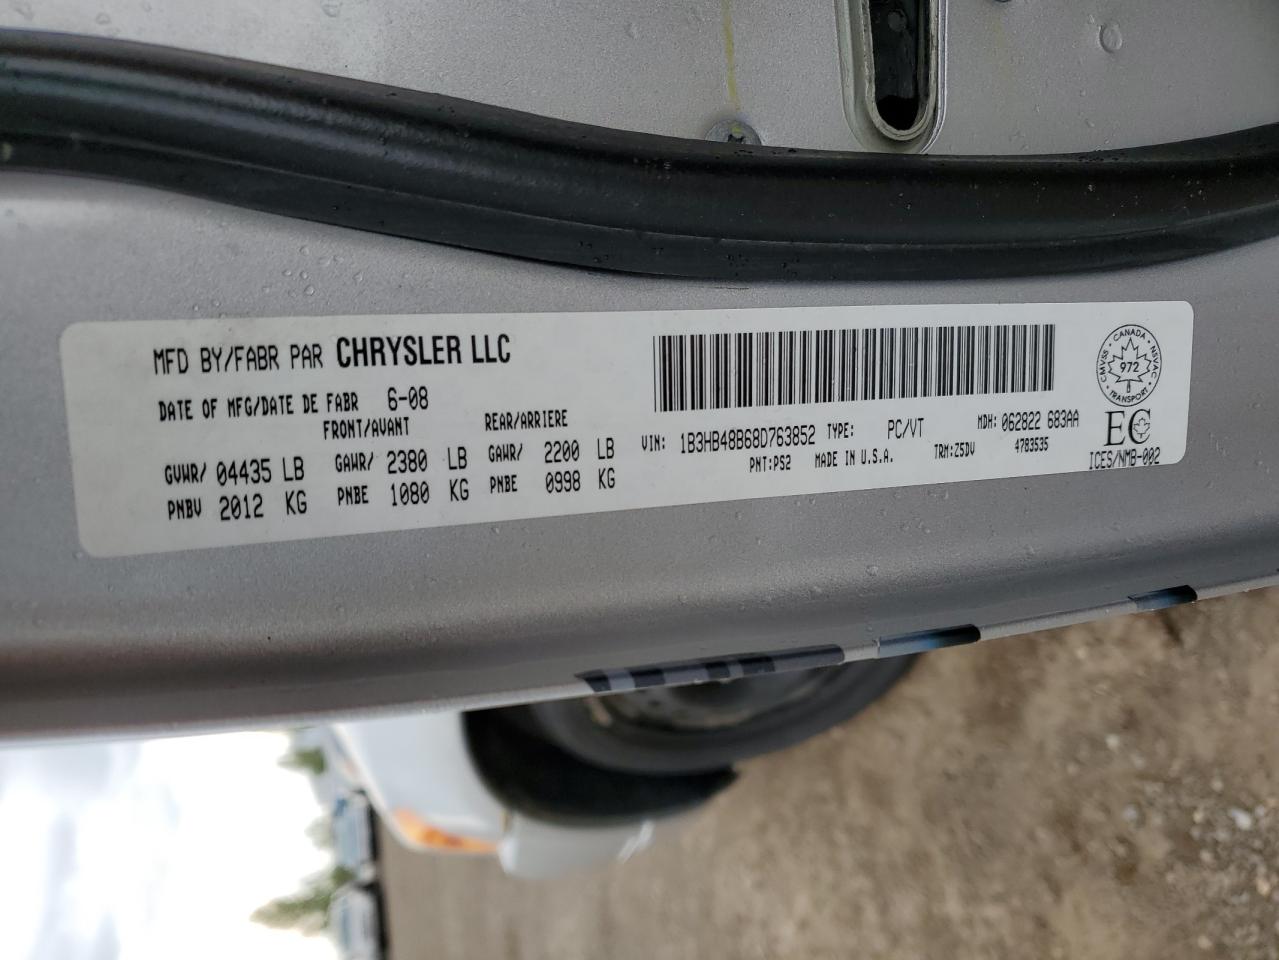 MFD BY/FABR PAR CHRYSLER LLC
DATE OF MFG/DATE DE FABR 6-08
FRONT/AVANT REAR/ARRIERE
GVWR/ 04435 LB GAWR/ 2380 LB GAWR/ 2200 LB
PNBV 2012 KG PNBE 1080 KG PNBE 0998 KG
VIN: 1B3HB48B68D763852 TYPE: PC/VT MDH: 062822 683AA
PNT:PS2 MADE IN U.S.A. TRM:Z5DV 4783535
CANADA
CMVSS 972 NSVAC
TRANSPORT
EC
ICES/NMB-002